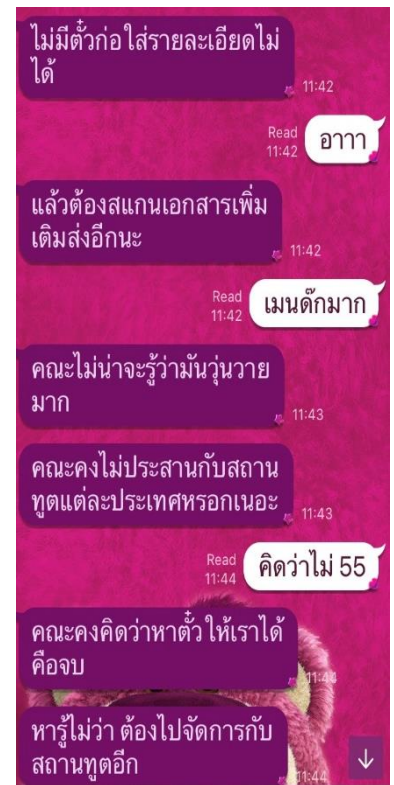 ไม่มีตั๋วก่อใส่รายละเอียดไม่
ได้
11:42
Read
11:42
อาาา
แล้วต้องสแกนเอกสารเพิ่ม
เติมส่งอีกนะ
11:42
Read
11:42
เมนด๊กมาก
คณะไม่น่าจะรู้ว่ามันวุ่นวาย
มาก
11:43
คณะคงไม่ประสานกับสถาน
ทูตแต่ละประเทศหรอกเนอะ
11:43
Read
11:44
คิดว่าไม่ 55
คณะคงคิดว่าหาตั๋วให้เราได้
คือจบ
11:44
หารู้ไม่ว่า ต้องไปจัดการกับ
สถานทูตอีก
11:44